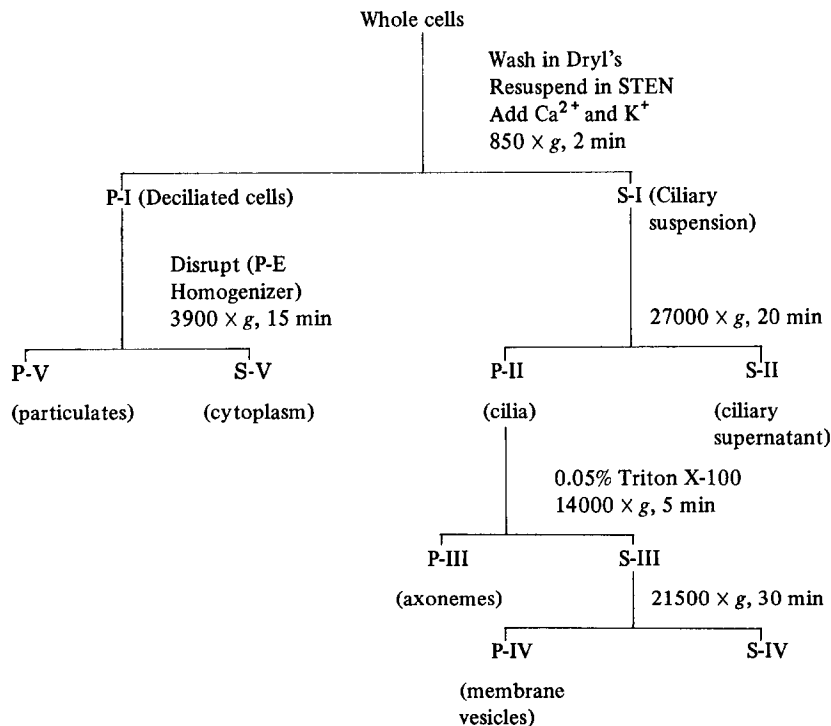 Whole cells
Wash in Dryl's
Resuspend in STEN
Add Ca²⁺ and K⁺
850 × g, 2 min
P-I (Deciliated cells)
S-I (Ciliary
suspension)
Disrupt (P-E
Homogenizer)
3900 × g, 15 min
27000 × g, 20 min
P-V
S-V
P-II
S-II
(particulates)
(cytoplasm)
(cilia)
(ciliary
supernatant)
0.05% Triton X-100
14000 × g, 5 min
P-III
S-III
(axonemes)
21500 × g, 30 min
P-IV
S-IV
(membrane
vesicles)